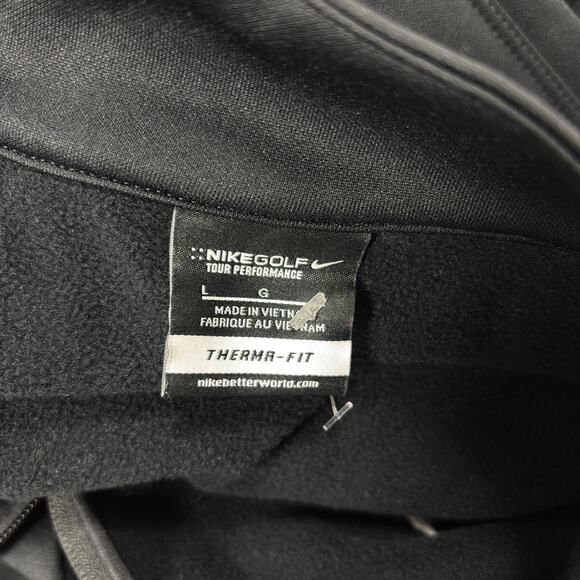 NIKEGOLF
TOUR PERFORMANCE
L G
MADE IN VIETNAM
FABRIQUE AU VIETNAM
THERMA-FIT
nikebetterworld.com